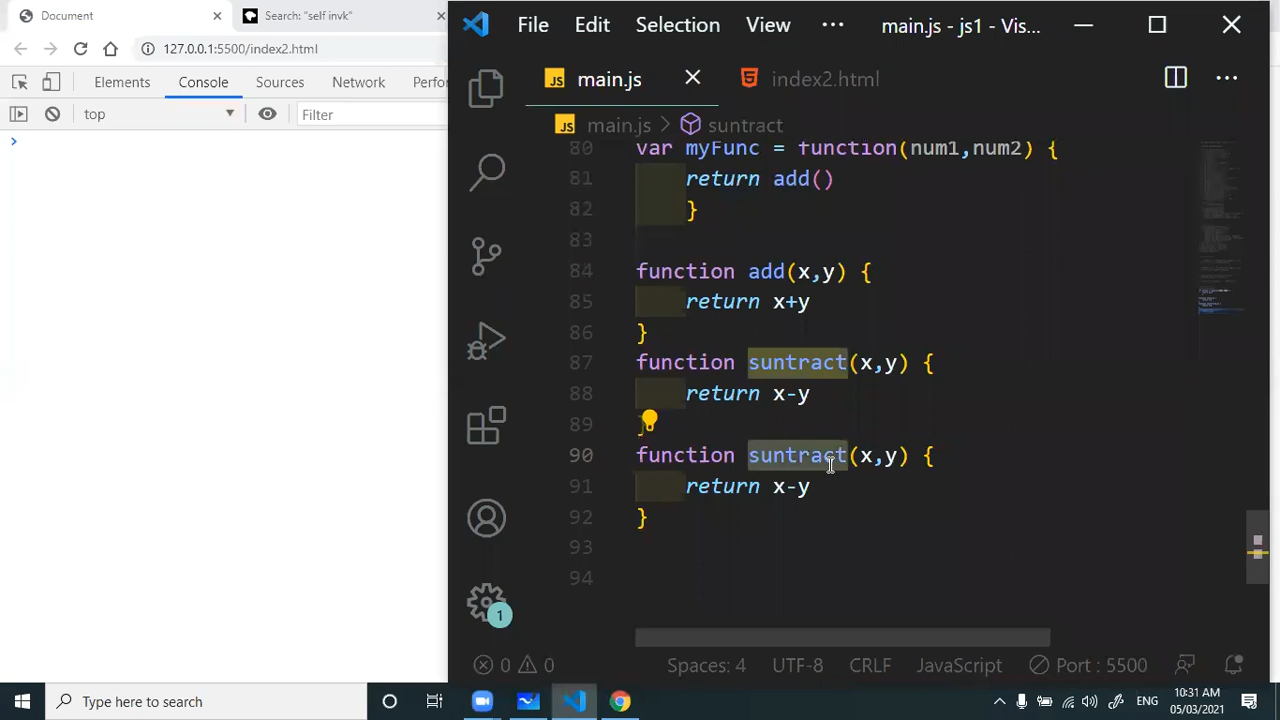 Document
Search: "self invk"
127.0.0.1:5500/index2.html
Elements Console Sources Network Perfo
top Filter
File Edit Selection View main.js - js1 - Vis...
JS main.js index2.html
JS main.js > suntract
80 var myFunc = function(num1,num2) {
81 return add()
82 }
83
84 function add(x,y) {
85 return x+y
86 }
87 function suntract(x,y) {
88 return x-y
89 }
90 function suntract(x,y) {
91 return x-y
92 }
93
94
1
0 0 Spaces: 4 UTF-8 CRLF JavaScript Port : 5500
Type here to search
ENG
10:31 AM
05/03/2021